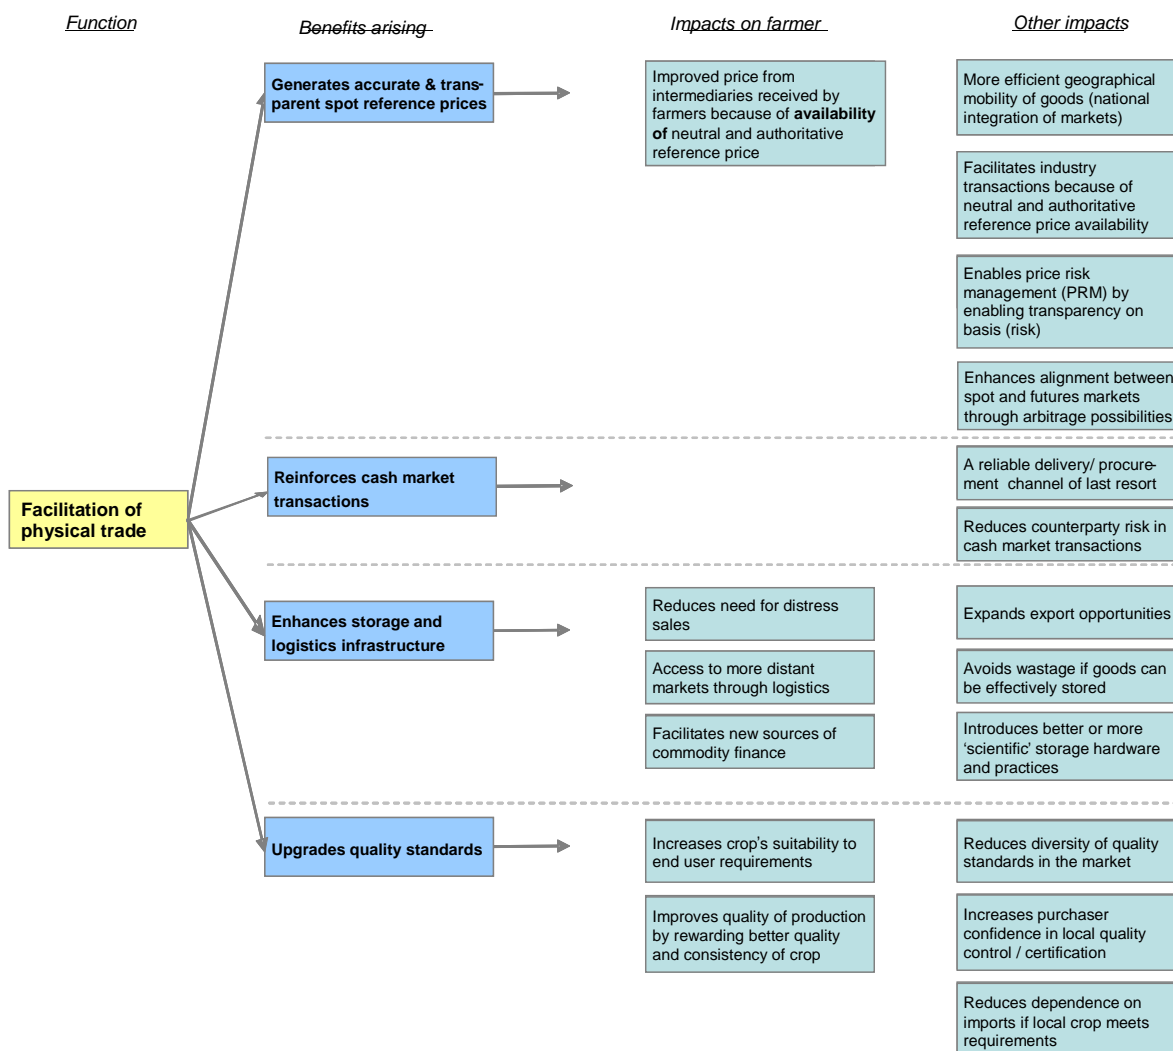 Function
Benefits arising
Impacts on farmer
Other impacts
Generates accurate & trans-
parent spot reference prices
Improved price from
intermediaries received by
farmers because of availability
of neutral and authoritative
reference price
More efficient geographical
mobility of goods (national
integration of markets)
Facilitates industry
transactions because of
neutral and authoritative
reference price availability
Enables price risk
management (PRM) by
enabling transparency on
basis (risk)
Enhances alignment between
spot and futures markets
through arbitrage possibilities
Facilitation of
physical trade
Reinforces cash market
transactions
A reliable delivery/ procure-
ment channel of last resort
Reduces counterparty risk in
cash market transactions
Enhances storage and
logistics infrastructure
Reduces need for distress
sales
Access to more distant
markets through logistics
Facilitates new sources of
commodity finance
Expands export opportunities
Avoids wastage if goods can
be effectively stored
Introduces better or more
‘scientific’ storage hardware
and practices
Upgrades quality standards
Increases crop’s suitability to
end user requirements
Improves quality of production
by rewarding better quality
and consistency of crop
Reduces diversity of quality
standards in the market
Increases purchaser
confidence in local quality
control / certification
Reduces dependence on
imports if local crop meets
requirements